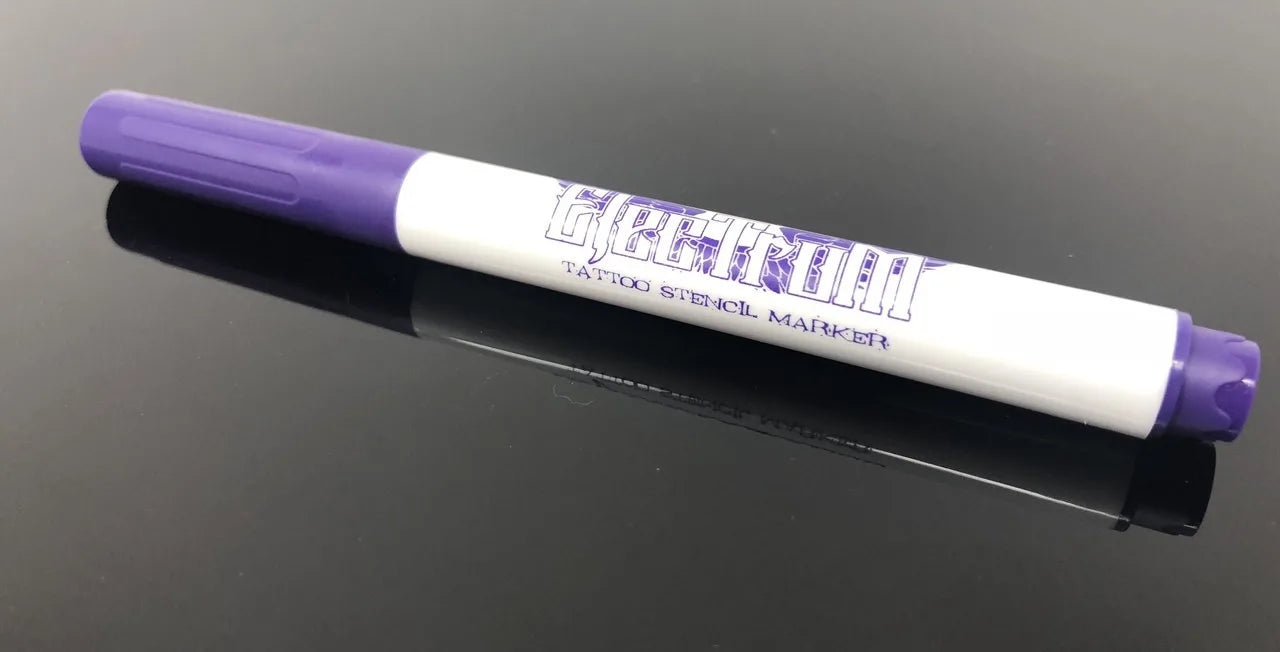 Electrum
TATTOO STENCIL MARKER